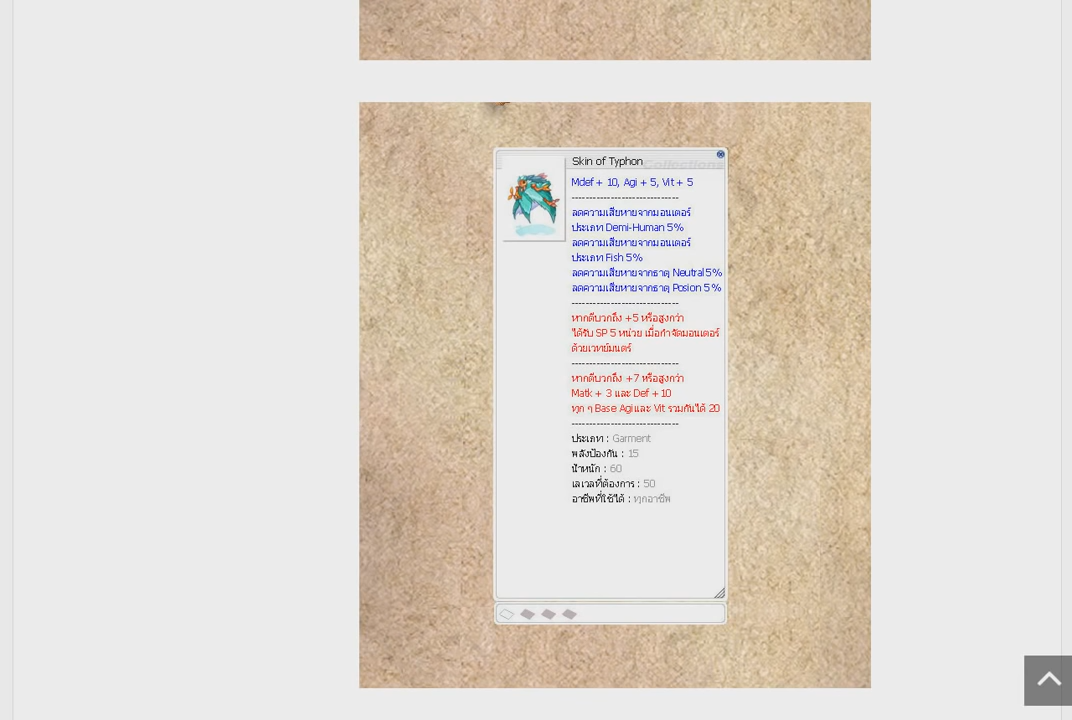 Skin of Typhon
Collections
Mdef + 10, Agi + 5, Vit + 5
------------------------------
ลดความเสียหายจากมอนเตอร์
ประเภท Demi-Human 5%
ลดความเสียหายจากมอนเตอร์
ประเภท Fish 5%
ลดความเสียหายจากธาตุ Neutral 5%
ลดความเสียหายจากธาตุ Posion 5%
------------------------------
หากตีบวกถึง +5 หรือสูงกว่า
ได้รับ SP 5 หน่วย เมื่อกำจัดมอนเตอร์
ด้วยเวทย์มนตร์
------------------------------
หากตีบวกถึง +7 หรือสูงกว่า
Matk + 3 และ Def +10
ทุก ๆ Base Agi และ Vit รวมกันได้ 20
------------------------------
ประเภท : Garment
พลังป้องกัน : 15
น้ำหนัก : 60
เลเวลที่ต้องการ : 50
อาชีพที่ใช้ได้ : ทุกอาชีพ